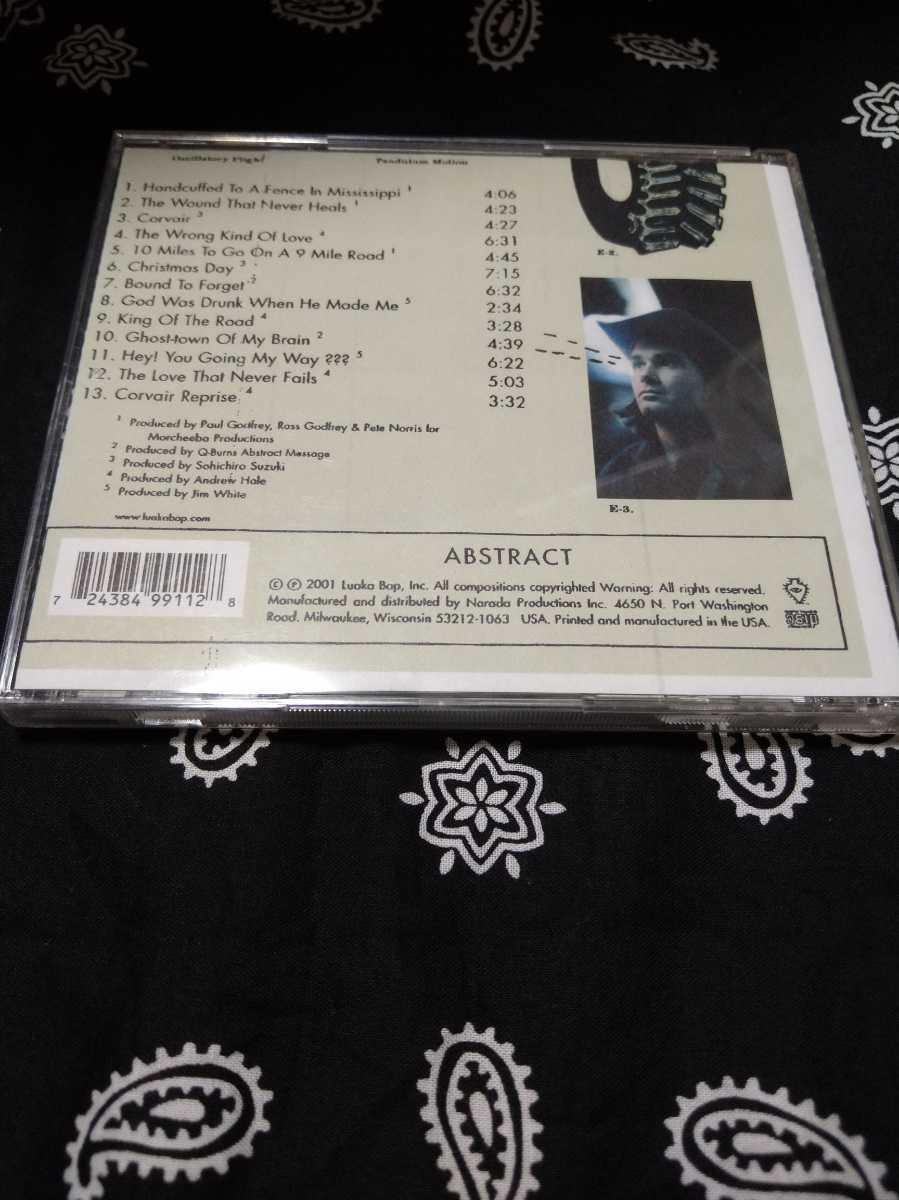 Oscillatory Flight Pendulum Motion
1. Handcuffed To A Fence In Mississippi ¹ 4:06
2. The Wound That Never Heals ¹ 4:23
3. Corvair ³ 4:27
4. The Wrong Kind Of Love ⁴ 6:31
5. 10 Miles To Go On A 9 Mile Road ¹ 4:45
6. Christmas Day ³ 7:15
7. Bound To Forget ² 6:32
8. God Was Drunk When He Made Me ⁵ 2:34
9. King Of The Road ⁴ 3:28
10. Ghost-town Of My Brain ² 4:39
11. Hey! You Going My Way ??? ⁵ 6:22
12. The Love That Never Fails ⁴ 5:03
13. Corvair Reprise ⁴ 3:32
E-2.
E-3.
¹ Produced by Paul Godfrey, Ross Godfrey & Pete Norris for
Morcheeba Productions
² Produced by Q-Burns Abstract Message
³ Produced by Sohichiro Suzuki
⁴ Produced by Andrew Hale
⁵ Produced by Jim White
www.luakabop.com
ABSTRACT
7 24384 99112 8
© ℗ 2001 Luaka Bop, Inc. All compositions copyrighted Warning: All rights reserved.
Manufactured and distributed by Narada Productions Inc. 4650 N. Port Washington
Road. Milwaukee, Wisconsin 53212-1063 USA. Printed and manufactured in the USA.